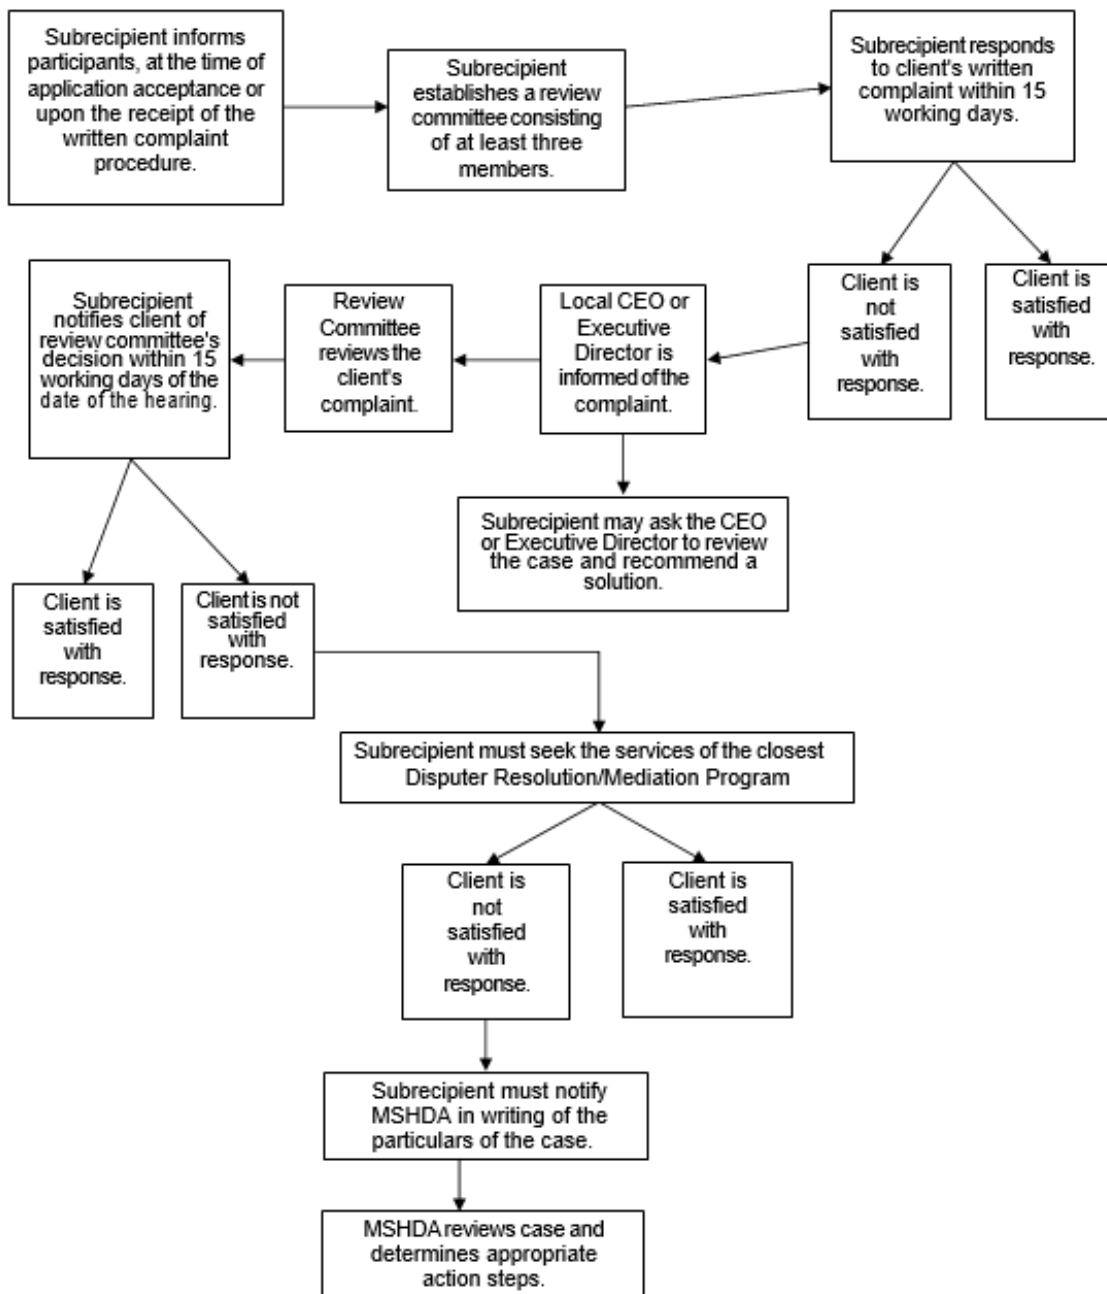 Subrecipient informs
participants, at the time of
application acceptance or
upon the receipt of the
written complaint
procedure.
Subrecipient
establishes a review
committee consisting
of at least three
members.
Subrecipient responds
to client's written
complaint within 15
working days.
Client is
not
satisfied
with
response.
Client is
satisfied
with
response.
Local CEO or
Executive
Director is
informed of the
complaint.
Review
Committee
reviews the
client's
complaint.
Subrecipient
notifies client of
review committee's
decision within 15
working days of the
date of the hearing.
Subrecipient may ask the CEO
or Executive Director to review
the case and recommend a
solution.
Client is
satisfied
with
response.
Client is not
satisfied
with
response.
Subrecipient must seek the services of the closest
Disputer Resolution/Mediation Program
Client is
not
satisfied
with
response.
Client is
satisfied
with
response.
Subrecipient must notify
MSHDA in writing of the
particulars of the case.
MSHDA reviews case and
determines appropriate
action steps.